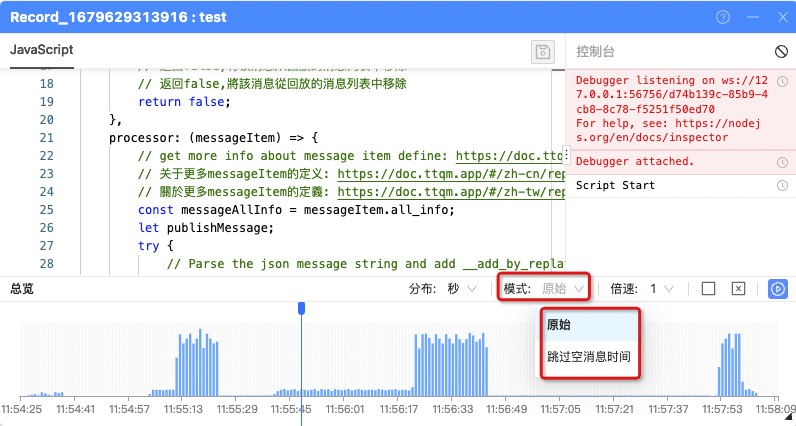 Record_1679629313916 : test
JavaScript
18 // 返回false,將該消息從回放的消息列表中移除
19 return false;
20 },
21 processor: (messageItem) => {
22 // get more info about message item define: https://doc.ttqm
23 // 关于更多messageItem的定义: https://doc.ttqm.app/#/zh-cn/rep
24 // 關於更多messageItem的定義: https://doc.ttqm.app/#/zh-tw/rep
25 const messageAllInfo = messageItem.all_info;
26 let publishMessage;
27 try {
28 // Parse the json message string and add __add_by_repla
控制台
Debugger listening on ws://12
7.0.0.1:56756/d74b139c-85b9-4
cb8-8c78-f5251f50ed70
For help, see: https://nodej
s.org/en/docs/inspector
Debugger attached.
Script Start
总览
分布: 秒
模式: 原始
倍速: 1
原始
跳过空消息时间
11:54:25 11:54:41 11:54:57 11:55:13 11:55:29 11:55:45 11:56:01 11:56:17 11:56:33 11:56:49 11:57:05 11:57:21 11:57:37 11:57:53 11:58:09